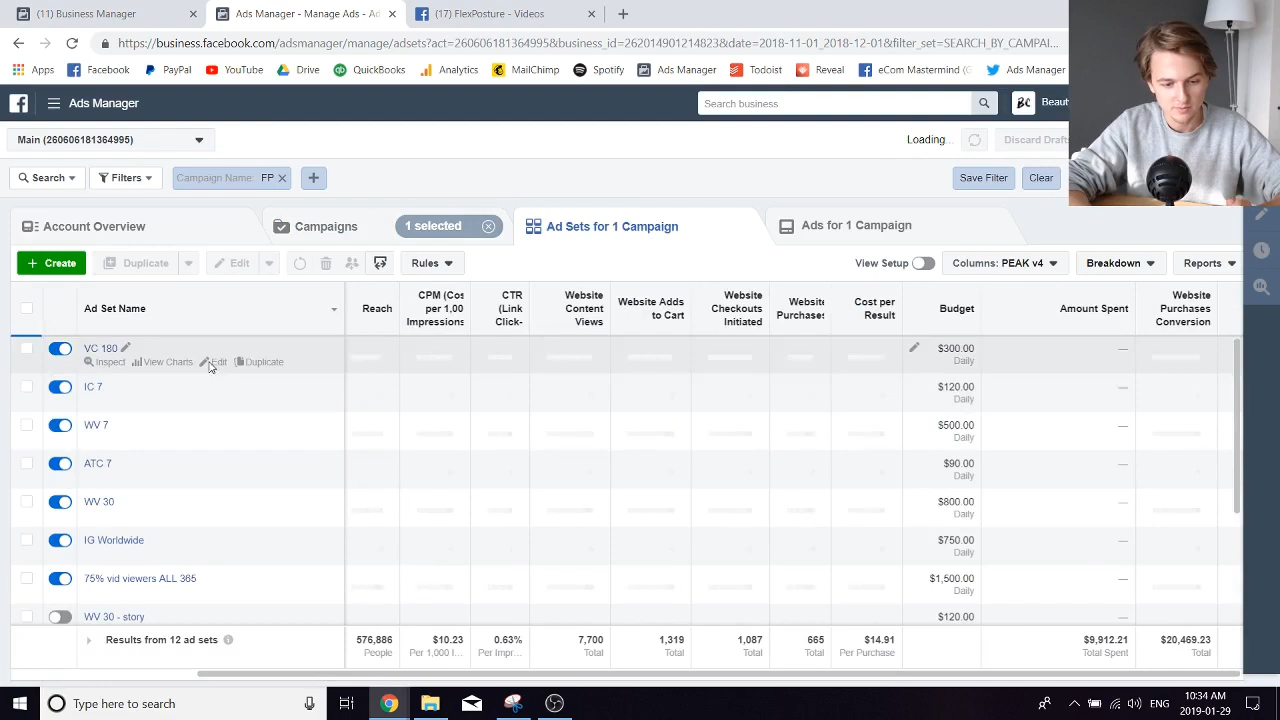 (11) Business Manager
Ads Manager - Manage Ads - Ad
(17) FlexPosture - Videos
https://business.facebook.com/adsmanager/manage/adsets?act=260606181364995&business_id=262014901214823&date=2018-11-01_2018-12-01&filter_set=SEARCH_BY_CAMPAI...
Apps Facebook PayPal YouTube Drive QuickBooks Analytics MailChimp Spotify Ads Manager Todoist Reveal eCom Mastermind (G Ads Manager
Ads Manager
Search business
BC
Beauty
Main (260606181364995)
Loading...
Discard Drafts
Search Filters Campaign Name: FP
Save Filter Clear
Account Overview
Campaigns
1 selected
Ad Sets for 1 Campaign
Ads for 1 Campaign
Create Duplicate Edit Rules
View Setup Columns: PEAK v4 Breakdown Reports
Ad Set Name
Reach
CPM (Cost per 1,000 Impressions
CTR (Link Click-
Website Content Views
Website Adds to Cart
Website Checkouts Initiated
Website Purchases
Cost per Result
Budget
Amount Spent
Website Purchases Conversion
VC 180 $300.00 —
Inspect View Charts Edit Duplicate Daily
IC 7 $120.00 —
Daily
WV 7 $500.00 —
Daily
ATC 7 $90.00 —
Daily
WV 30 $800.00 —
Daily
IG Worldwide $750.00 —
Daily
75% vid viewers ALL 365 $1,500.00 —
Daily
WV 30 - story $120.00 —
Results from 12 ad sets 576,886 $10.23 0.63% 7,700 1,319 1,087 665 $14.91 $9,912.21 $20,469.23
People Per 1,000 I... Per Impr... Total Total Total Total Per Purchase Total Spent Total
Type here to search
ENG
10:34 AM
2019-01-29